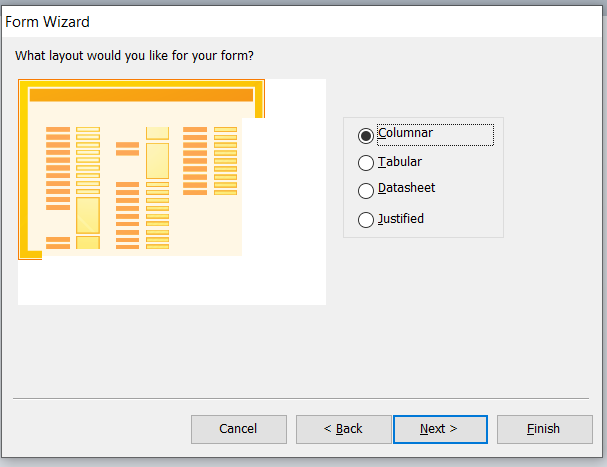 Form Wizard
What layout would you like for your form?
Columnar
Tabular
Datasheet
Justified
Cancel
< Back
Next >
Finish